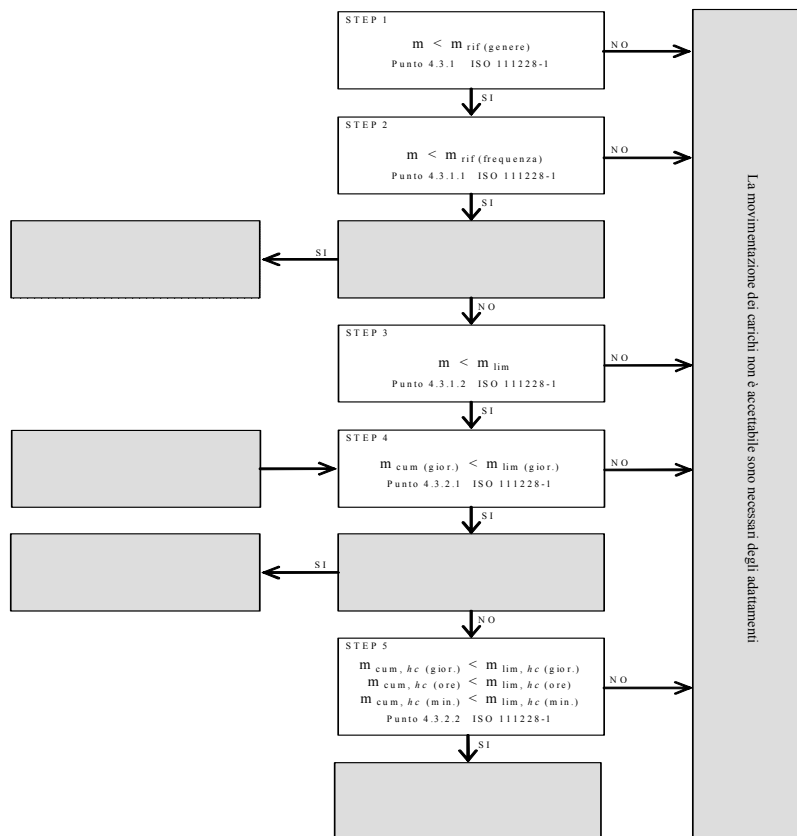 STEP 1
m < m rif (genere)
Punto 4.3.1 ISO 111228-1
NO
SI
STEP 2
m < m rif (frequenza)
Punto 4.3.1.1 ISO 111228-1
NO
SI
SI
NO
STEP 3
m < m lim
Punto 4.3.1.2 ISO 111228-1
NO
SI
STEP 4
m cum (gior.) < m lim (gior.)
Punto 4.3.2.1 ISO 111228-1
NO
SI
SI
NO
STEP 5
m cum, hc (gior.) < m lim, hc (gior.)
m cum, hc (ore) < m lim, hc (ore)
m cum, hc (min.) < m lim, hc (min.)
Punto 4.3.2.2 ISO 111228-1
NO
SI
La movimentazione dei carichi non è accettabile sono necessari degli adattamenti